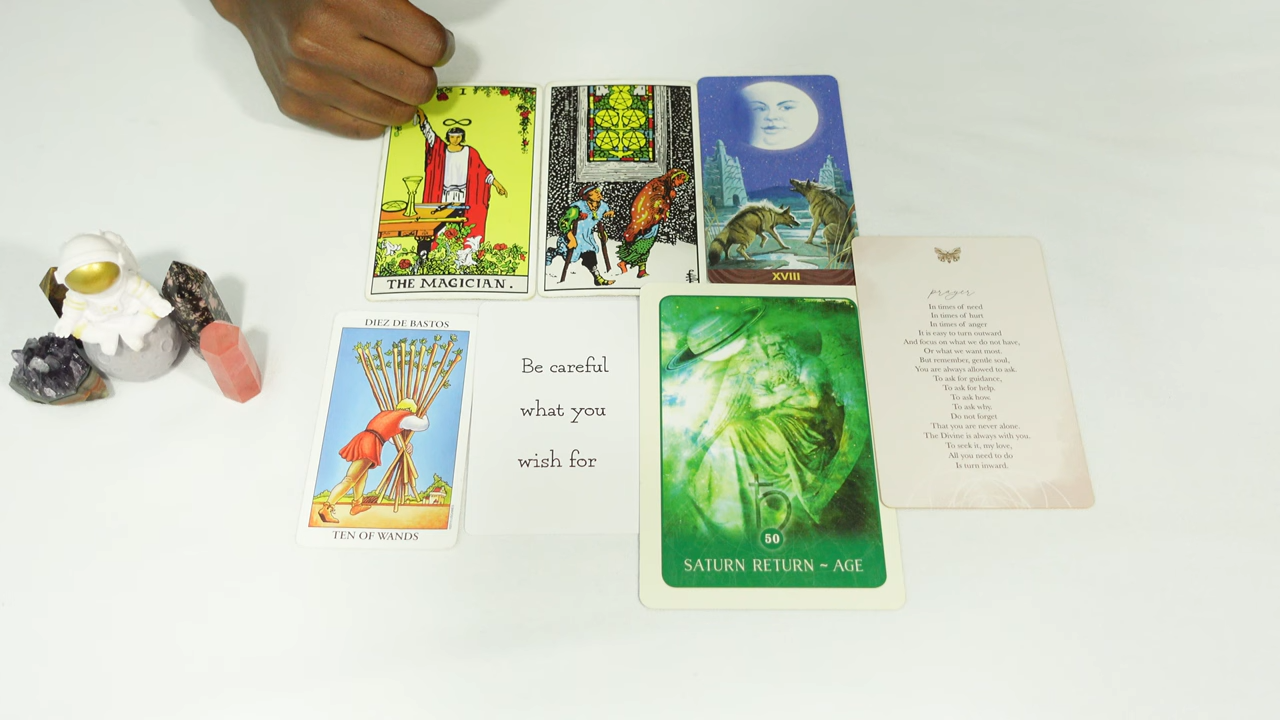 I
THE MAGICIAN.
XVIII
DIEZ DE BASTOS
TEN OF WANDS
Be careful
what you
wish for
50
SATURN RETURN ~ AGE
prayer
In times of need
In times of hurt
In times of anger
It is easy to turn outward
And focus on what we do not have,
Or what we want most.
But remember, gentle soul,
You are always allowed to ask.
To ask for guidance,
To ask for help.
To ask how.
To ask why.
Do not forget
That you are never alone.
The Divine is always with you.
To seek it, my love,
All you need to do
Is turn inward.